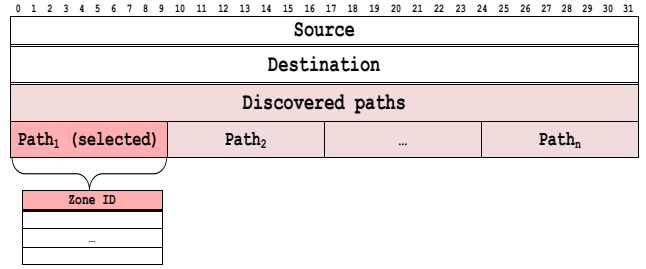 0 1 2 3 4 5 6 7 8 9 10 11 12 13 14 15 16 17 18 19 20 21 22 23 24 25 26 27 28 29 30 31
Source
Destination
Discovered paths
Path₁ (selected) Path₂ … Pathₙ
Zone ID
…